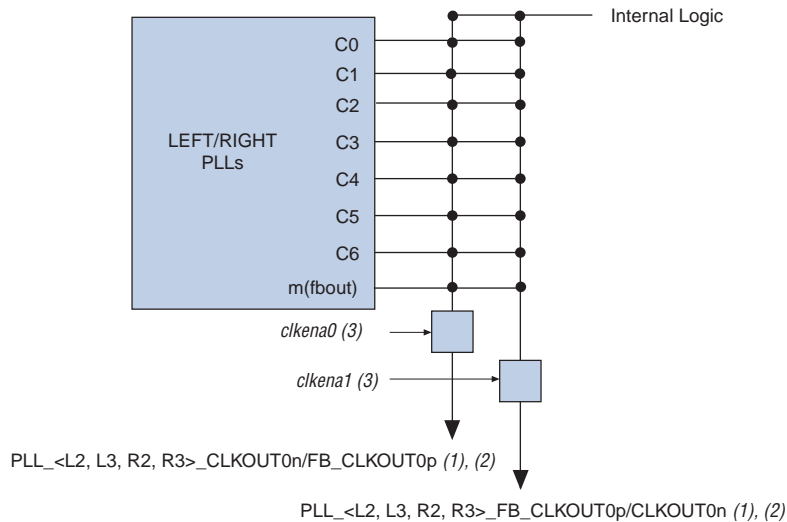 Internal Logic
C0
C1
C2
LEFT/RIGHT
PLLs
C3
C4
C5
C6
m(fbout)
clkena0 (3)
clkena1 (3)
PLL_<L2, L3, R2, R3>_CLKOUT0n/FB_CLKOUT0p (1), (2)
PLL_<L2, L3, R2, R3>_FB_CLKOUT0p/CLKOUT0n (1), (2)